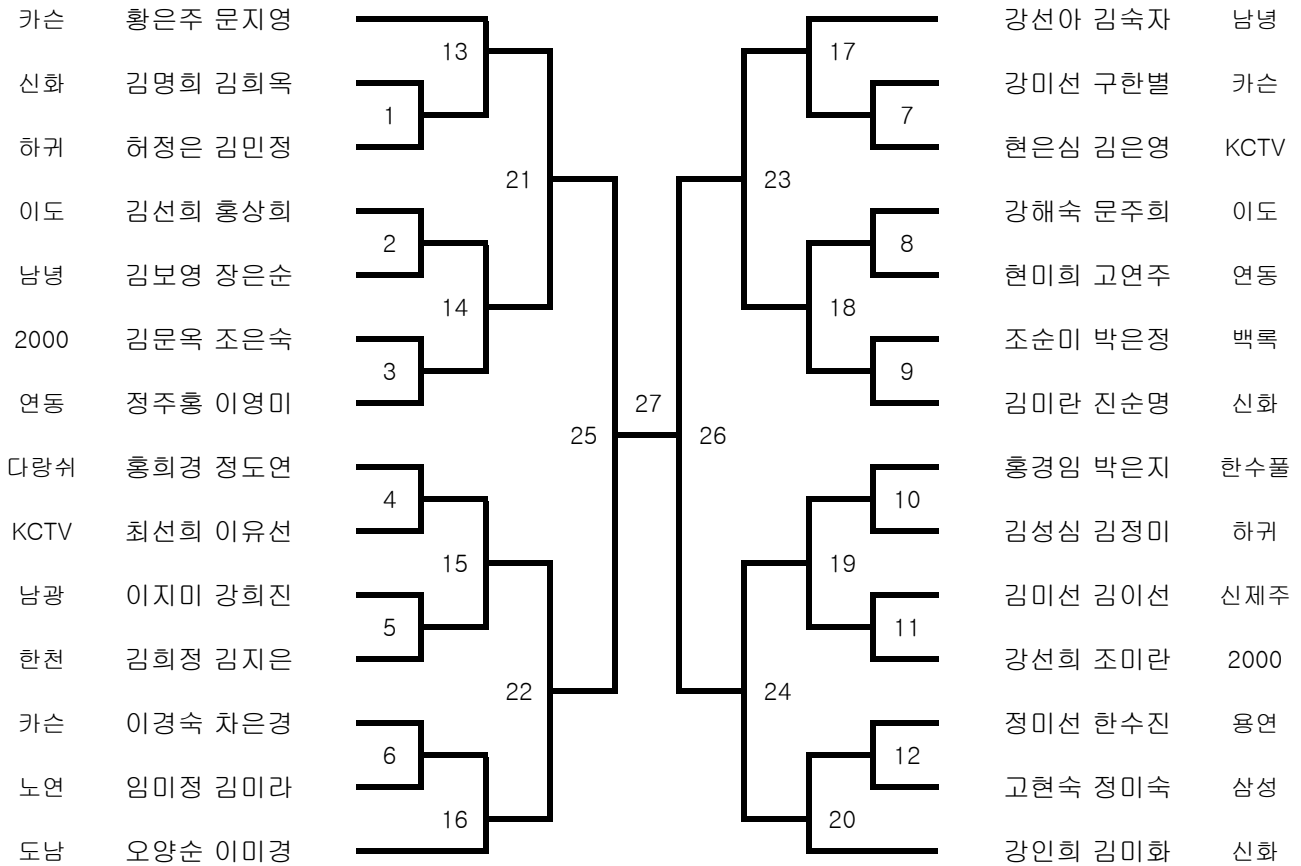 카슨 황은주 문지영 강선아 김숙자 남녕
13 17
신화 김명희 김희옥 강미선 구한별 카슨
1 7
하귀 허정은 김민정 현은심 김은영 KCTV
21 23
이도 김선희 홍상희 강해숙 문주희 이도
2 8
남녕 김보영 장은순 현미희 고연주 연동
14 18
2000 김문옥 조은숙 조순미 박은정 백록
3 9
연동 정주홍 이영미 27 김미란 진순명 신화
25 26
다랑쉬 홍희경 정도연 홍경임 박은지 한수풀
4 10
KCTV 최선희 이유선 김성심 김정미 하귀
15 19
남광 이지미 강희진 김미선 김이선 신제주
5 11
한천 김희정 김지은 강선희 조미란 2000
22 24
카슨 이경숙 차은경 정미선 한수진 용연
6 12
노연 임미정 김미라 고현숙 정미숙 삼성
16 20
도남 오양순 이미경 강인희 김미화 신화